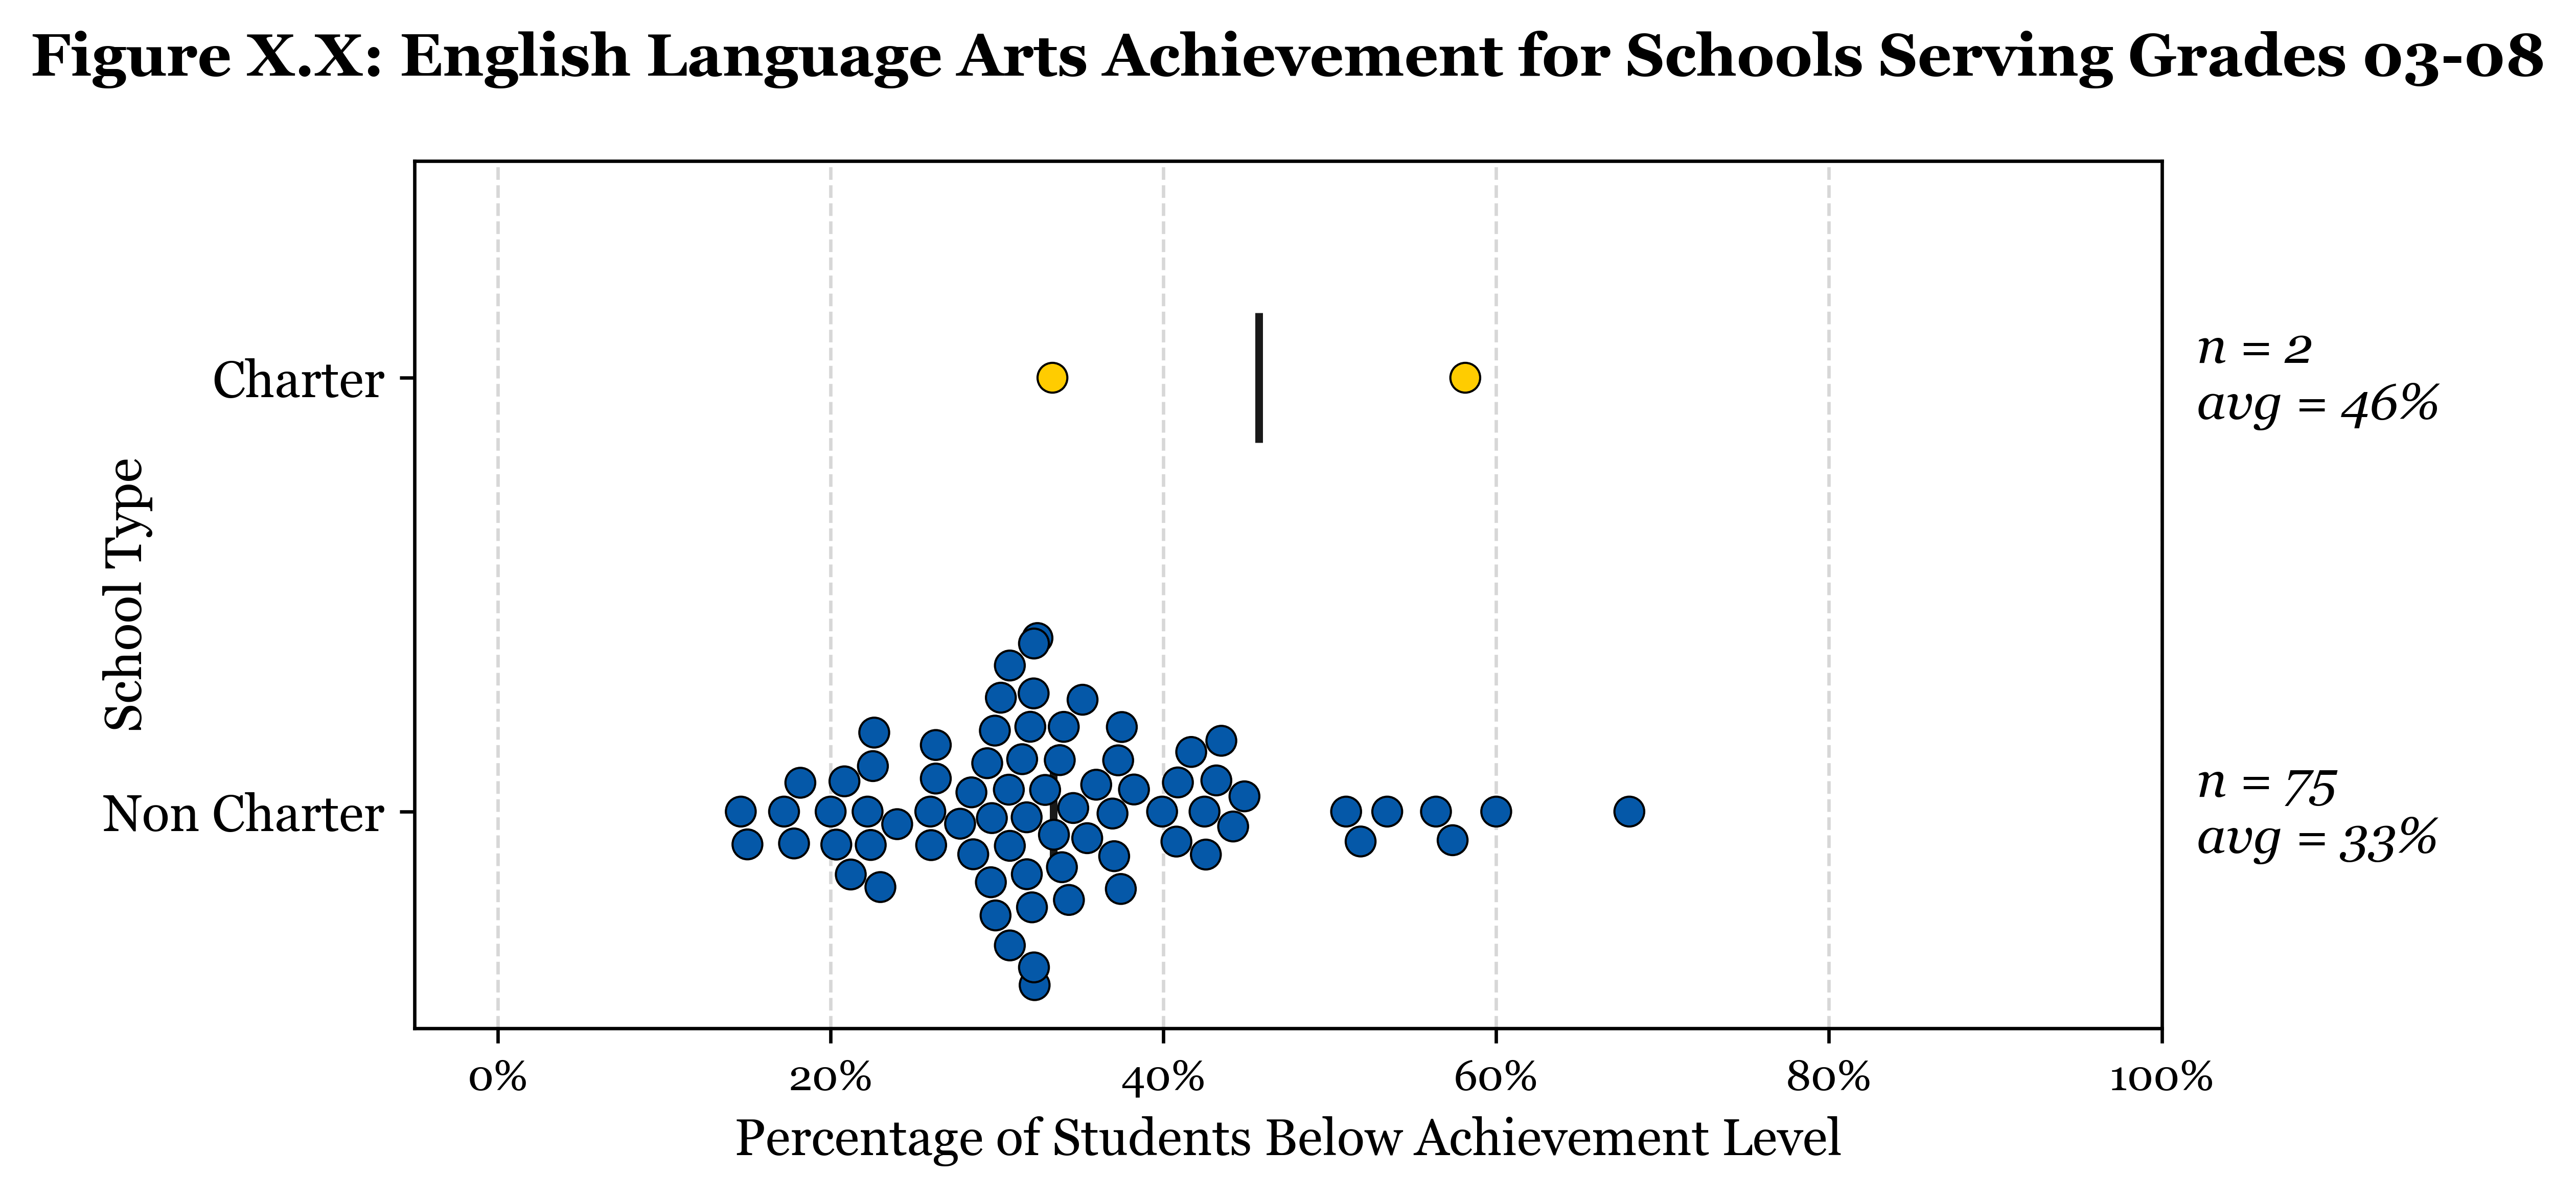 Figure X.X: English Language Arts Achievement for Schools Serving Grades 03-08
School Type
Charter
n = 2
avg = 46%
Non Charter
n = 75
avg = 33%
0% 20% 40% 60% 80% 100%
Percentage of Students Below Achievement Level